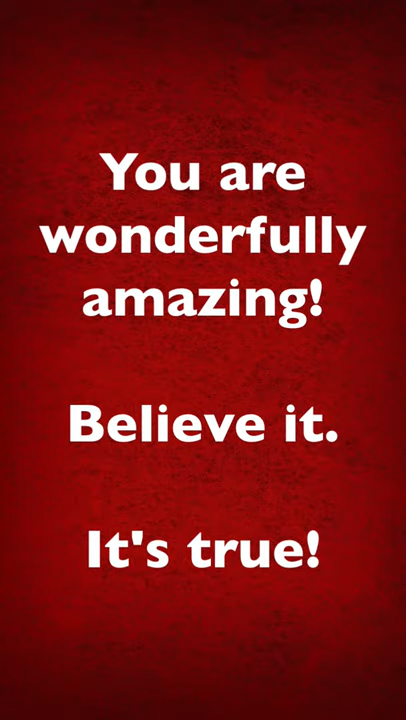 You are
wonderfully
amazing!
Believe it.
It's true!